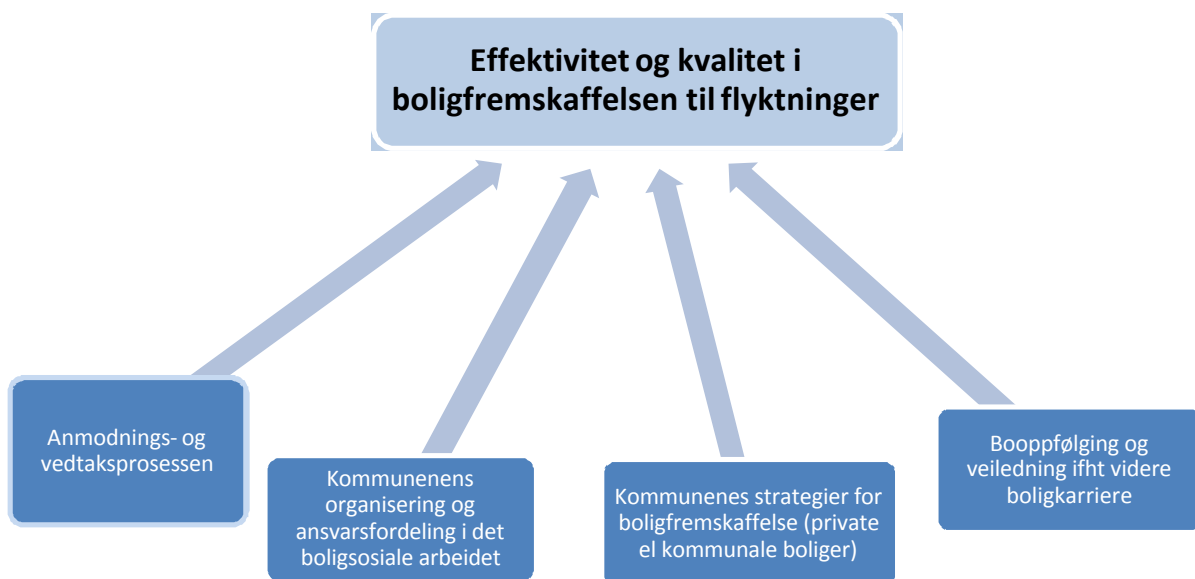 Effektivitet og kvalitet i
boligfremskaffelsen til flyktninger
Anmodnings- og
vedtaksprosessen
Kommunenens
organisering og
ansvarsfordeling i det
boligsosiale arbeidet
Kommunenes strategier for
boligfremskaffelse (private
el kommunale boliger)
Booppfølging og
veiledning ifht videre
boligkarriere